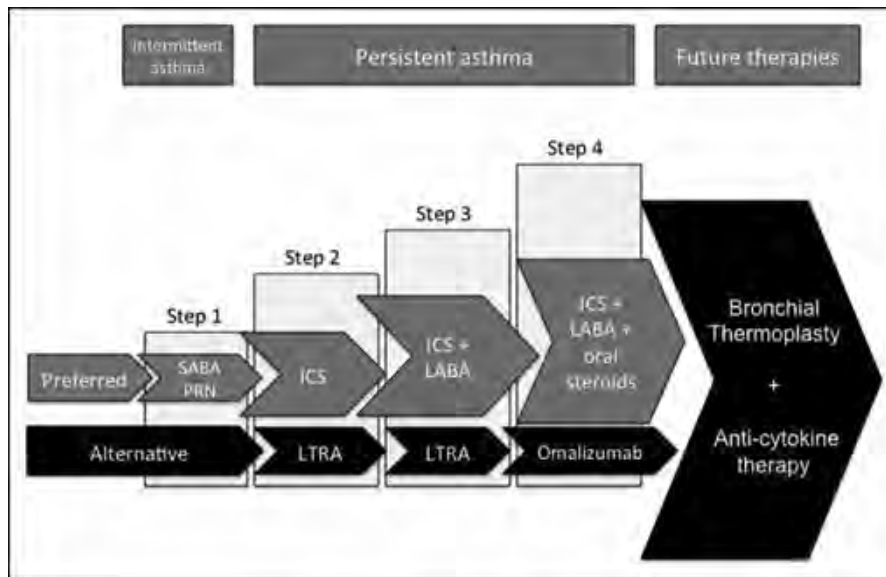 Intermittent
asthma
Persistent asthma
Future therapies
Step 4
Step 3
Step 2
Step 1
Preferred
SABA
PRN
ICS
ICS +
LABA
ICS +
LABA +
oral
steroids
Alternative
LTRA
LTRA
Omalizumab
Bronchial
Thermoplasty
+
Anti-cytokine
therapy